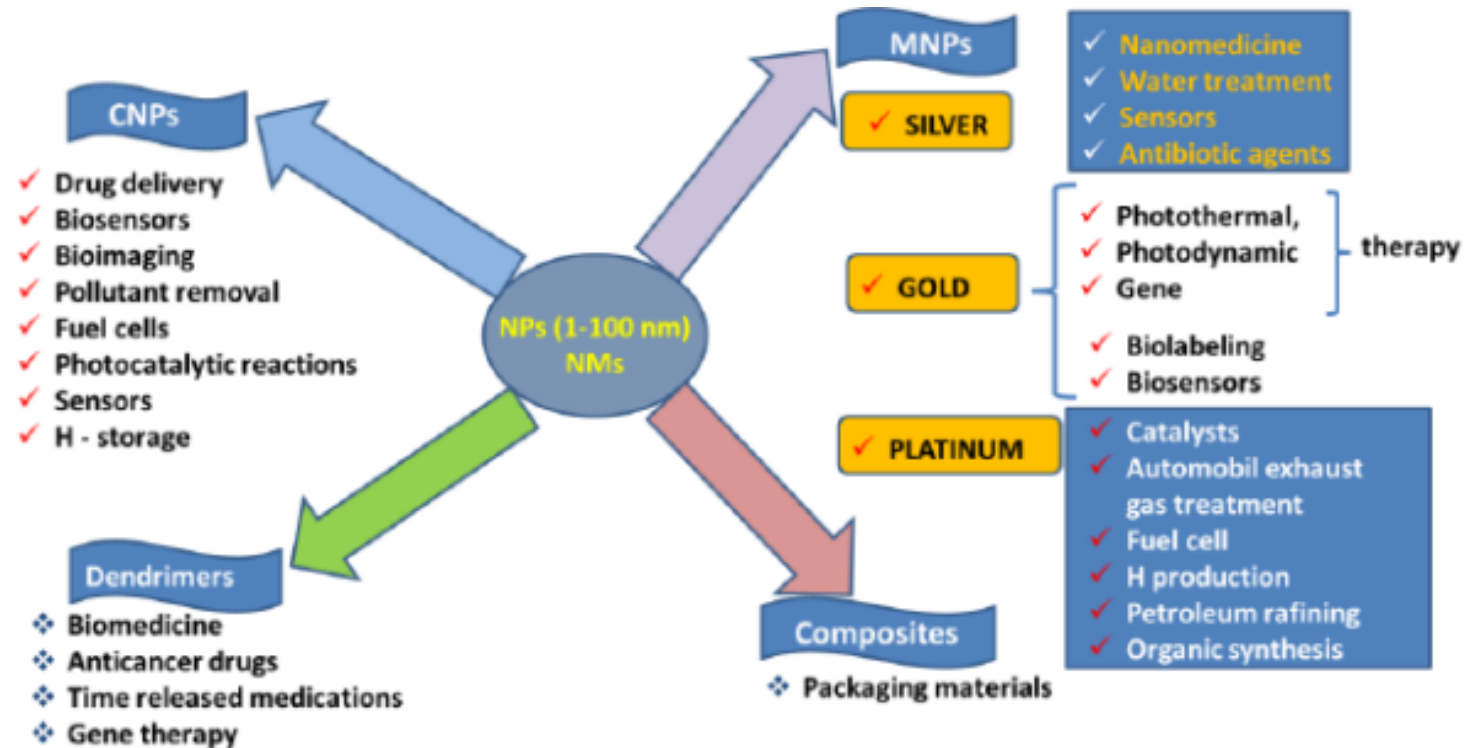 CNPs
Drug delivery
Biosensors
Bioimaging
Pollutant removal
Fuel cells
Photocatalytic reactions
Sensors
H - storage
MNPs
SILVER
Nanomedicine
Water treatment
Sensors
Antibiotic agents
GOLD
Photothermal,
Photodynamic
Gene
therapy
Biolabeling
Biosensors
PLATINUM
Catalysts
Automobil exhaust
gas treatment
Fuel cell
H production
Petroleum rafining
Organic synthesis
NPs (1-100 nm)
NMs
Dendrimers
Biomedicine
Anticancer drugs
Time released medications
Gene therapy
Composites
Packaging materials